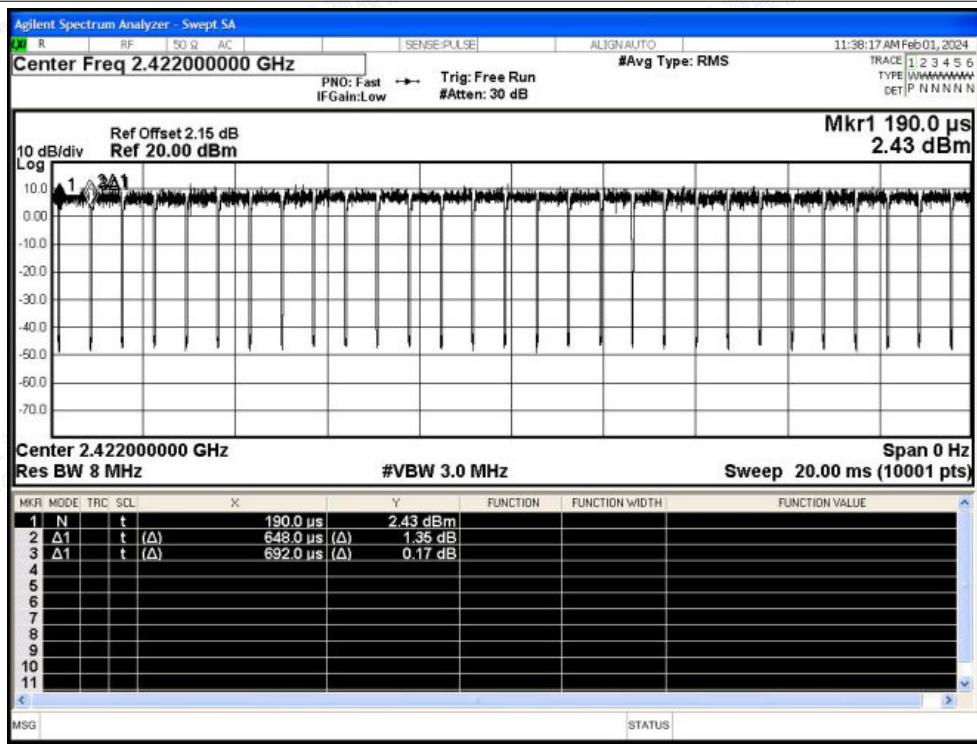 Agilent Spectrum Analyzer - Swept SA
LXI R RF 50 Ω AC SENSE:PULSE ALIGNAUTO 11:38:17 AM Feb 01, 2024
Center Freq 2.422000000 GHz
PNO: Fast
IFGain:Low
Trig: Free Run
#Atten: 30 dB
#Avg Type: RMS
TRACE 1 2 3 4 5 6
TYPE
DET P N N N N N
Mkr1 190.0 µs
2.43 dBm
Ref Offset 2.15 dB
10 dB/div Ref 20.00 dBm
Log
10.0
0.00
-10.0
-20.0
-30.0
-40.0
-50.0
-60.0
-70.0
1
3Δ1
Center 2.422000000 GHz Span 0 Hz
Res BW 8 MHz #VBW 3.0 MHz Sweep 20.00 ms (10001 pts)
MKR MODE TRC SCL X Y FUNCTION FUNCTION WIDTH FUNCTION VALUE
1 N t 190.0 µs 2.43 dBm
2 Δ1 t (Δ) 648.0 µs (Δ) 1.35 dB
3 Δ1 t (Δ) 692.0 µs (Δ) 0.17 dB
4
5
6
7
8
9
10
11
MSG STATUS